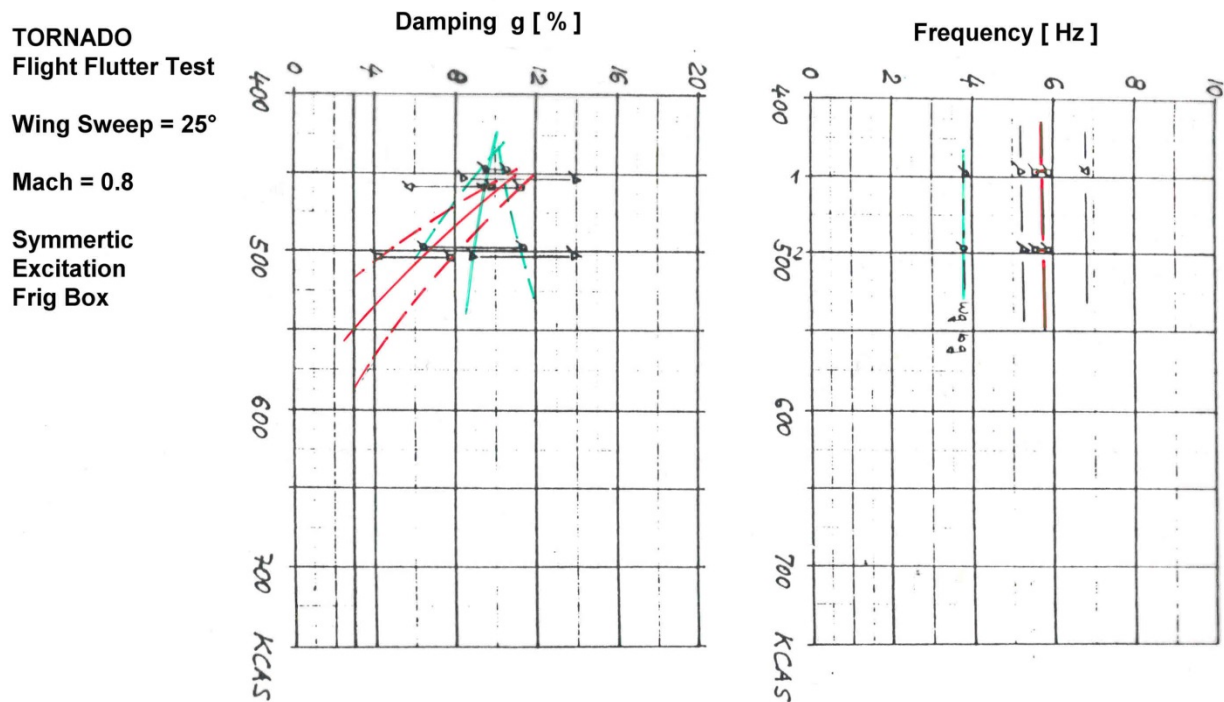 TORNADO
Flight Flutter Test
Wing Sweep = 25°
Mach = 0.8
Symmertic
Excitation
Frig Box
Damping g [ % ]
0 4 8 12 16 20
400
500
600
700
KCAS
Frequency [ Hz ]
0 2 4 6 8 10
400
1
500
2
600
700
KCAS